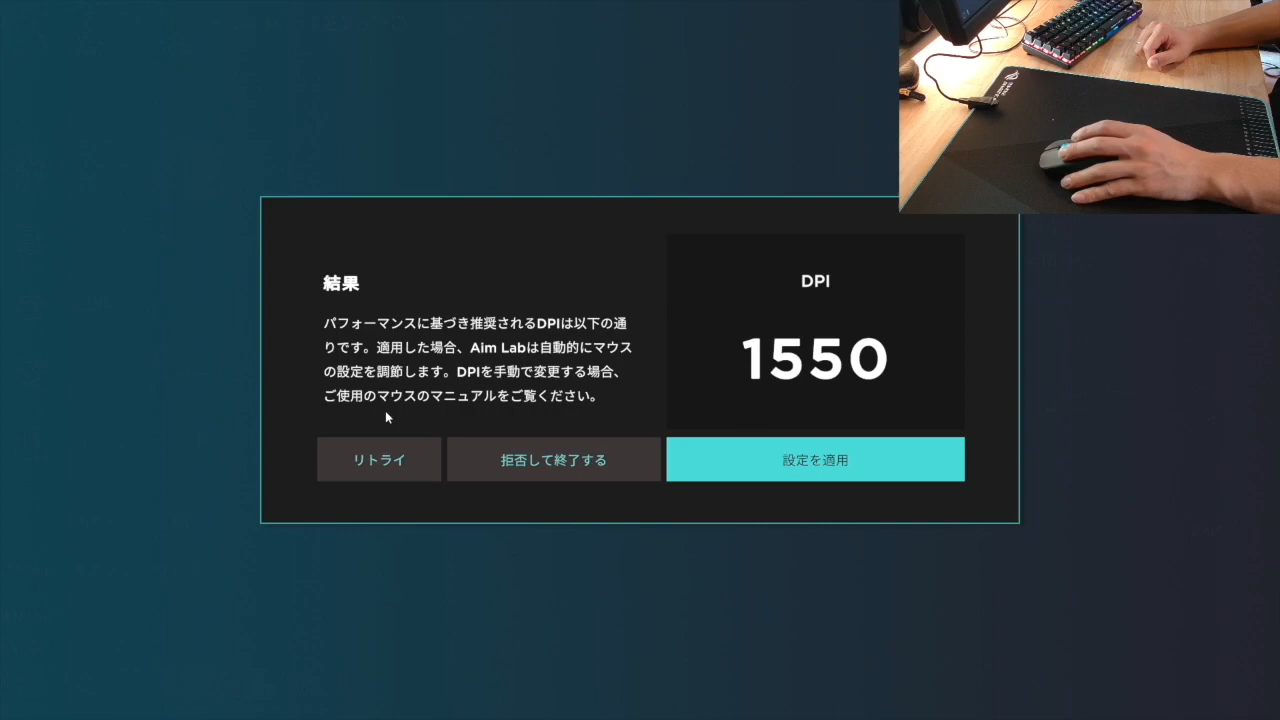 結果
パフォーマンスに基づき推奨されるDPIは以下の通
りです。適用した場合、Aim Labは自動的にマウス
の設定を調節します。DPIを手動で変更する場合、
ご使用のマウスのマニュアルをご覧ください。
DPI
1550
リトライ
拒否して終了する
設定を適用